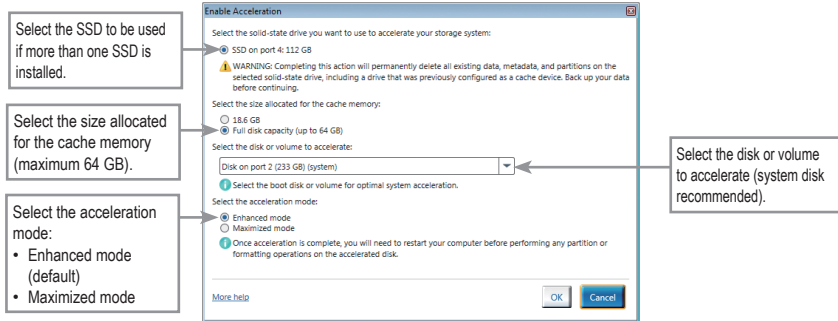 Select the SSD to be used
if more than one SSD is
installed.
Select the size allocated
for the cache memory
(maximum 64 GB).
Select the acceleration
mode:
• Enhanced mode
(default)
• Maximized mode
Enable Acceleration
Select the solid-state drive you want to use to accelerate your storage system:
SSD on port 4: 112 GB
WARNING: Completing this action will permanently delete all existing data, metadata, and partitions on the
selected solid-state drive, including a drive that was previously configured as a cache device. Back up your data
before continuing.
Select the size allocated for the cache memory:
18.6 GB
Full disk capacity (up to 64 GB)
Select the disk or volume to accelerate:
Disk on port 2 (233 GB) (system)
Select the boot disk or volume for optimal system acceleration.
Select the acceleration mode:
Enhanced mode
Maximized mode
Once acceleration is complete, you will need to restart your computer before performing any partition or
formatting operations on the accelerated disk.
More help
OK
Cancel
Select the disk or volume
to accelerate (system disk
recommended).